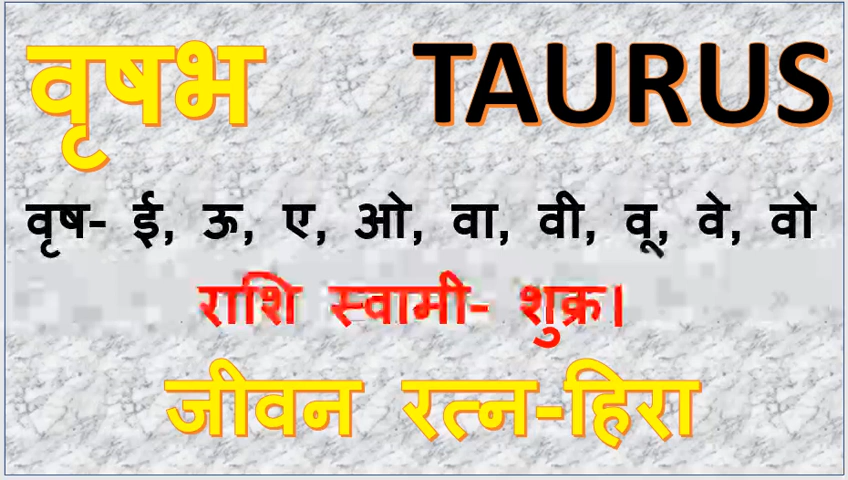 वृषभ TAURUS
वृष- ई, ऊ, ए, ओ, वा, वी, वू, वे, वो
राशि स्वामी- शुक्र।
जीवन रत्न-हिरा